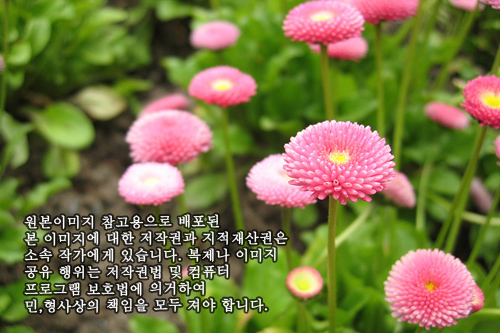 원본이미지 참고용으로 배포된
본 이미지에 대한 저작권과 지적재산권은
소속 작가에게 있습니다. 복제나 이미지
공유 행위는 저작권법 및 컴퓨터
프로그램 보호법에 의거하여
민,형사상의 책임을 모두 져야 합니다.